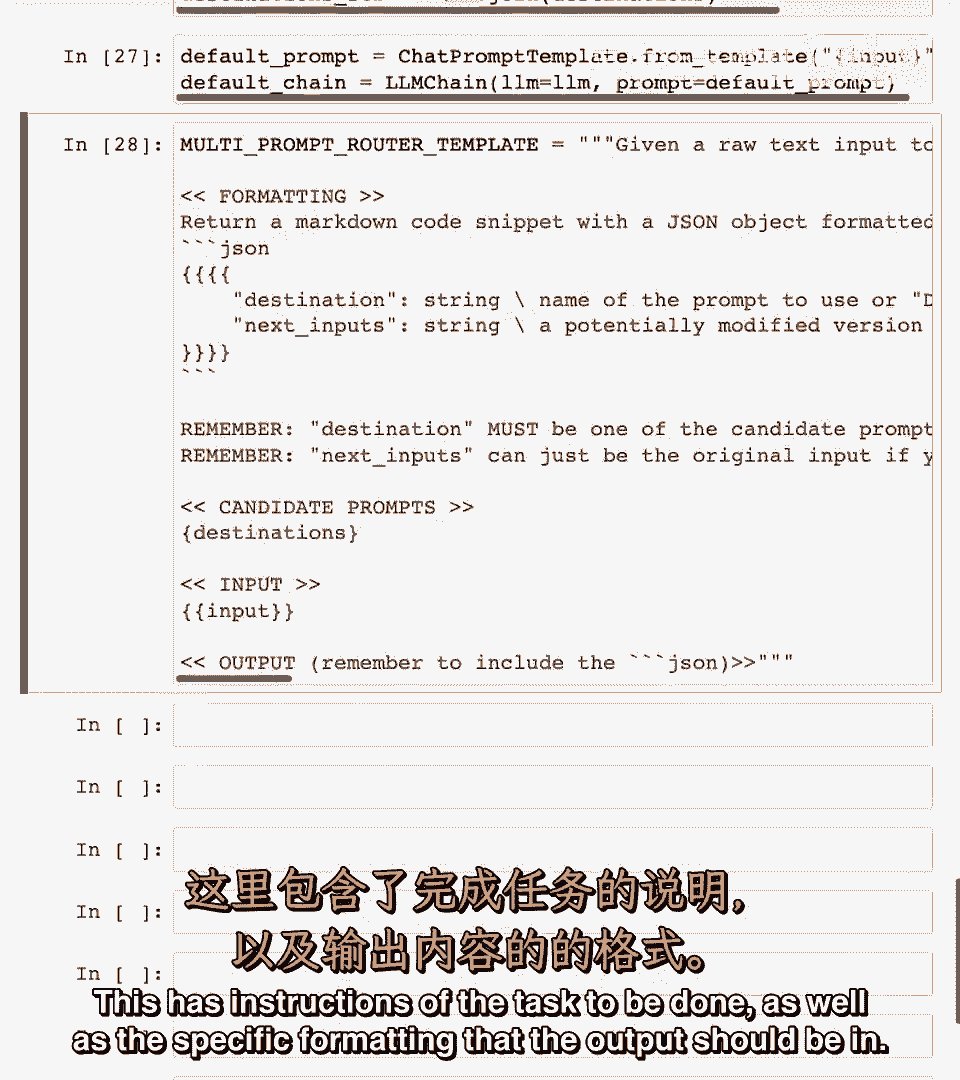 In [27]: default_prompt = ChatPromptTemplate.from_template("{input}"
default_chain = LLMChain(llm=llm, prompt=default_prompt)
In [28]: MULTI_PROMPT_ROUTER_TEMPLATE = """Given a raw text input to
<< FORMATTING >>
Return a markdown code snippet with a JSON object formatted
```json
{{{{
    "destination": string \ name of the prompt to use or "D
    "next_inputs": string \ a potentially modified version
}}}}
```
REMEMBER: "destination" MUST be one of the candidate prompt
REMEMBER: "next_inputs" can just be the original input if y
<< CANDIDATE PROMPTS >>
{destinations}
<< INPUT >>
{{input}}
<< OUTPUT (remember to include the ```json)>>"""
In [ ]:
In [ ]:
In [ ]:
In [ ]:
In [ ]:
这里包含了完成任务的说明，
以及输出内容的的格式。
This has instructions of the task to be done, as well
as the specific formatting that the output should be in.